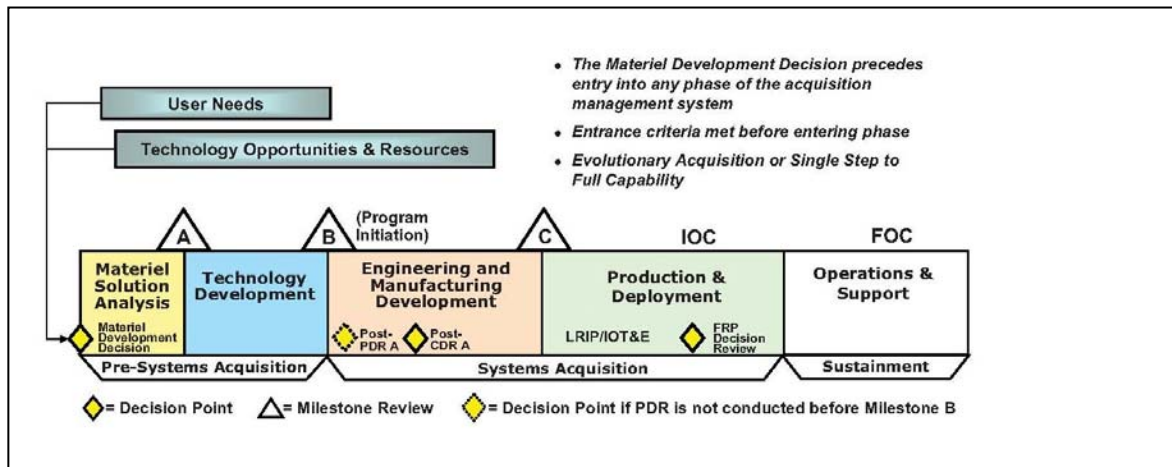 • The Materiel Development Decision precedes
entry into any phase of the acquisition
management system
• Entrance criteria met before entering phase
• Evolutionary Acquisition or Single Step to
Full Capability
User Needs
Technology Opportunities & Resources
A
B
(Program
Initiation)
C
IOC
FOC
Materiel
Solution
Analysis
Technology
Development
Engineering and
Manufacturing
Development
Production &
Deployment
Operations &
Support
Materiel
Development
Decision
Post-
PDR A
Post-
CDR A
LRIP/IOT&E
FRP
Decision
Review
Pre-Systems Acquisition
Systems Acquisition
Sustainment
= Decision Point
= Milestone Review
= Decision Point if PDR is not conducted before Milestone B